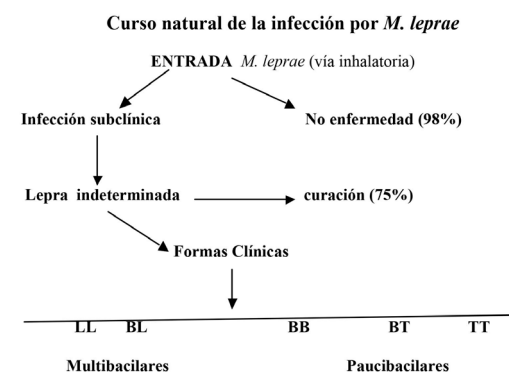 Curso natural de la infección por M. leprae
ENTRADA M. leprae (vía inhalatoria)
Infección subclínica No enfermedad (98%)
Lepra indeterminada curación (75%)
Formas Clínicas
LL BL BB BT TT
Multibacilares Paucibacilares